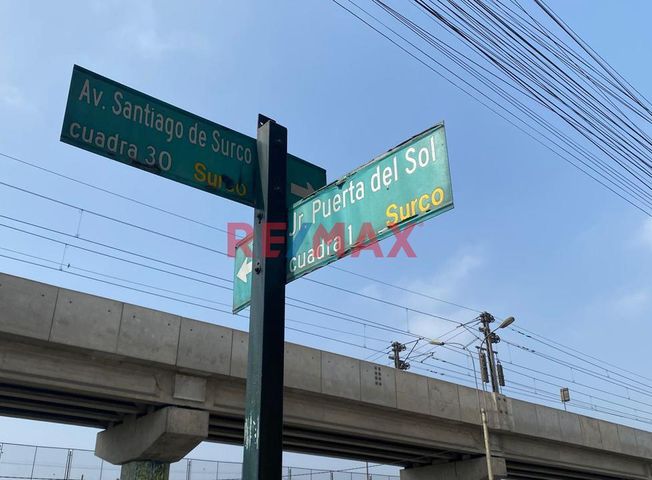 Av. Santiago de Surco
cuadra 30 Surco
Jr. Puerta del Sol
cuadra 1 Surco
RE/MAX